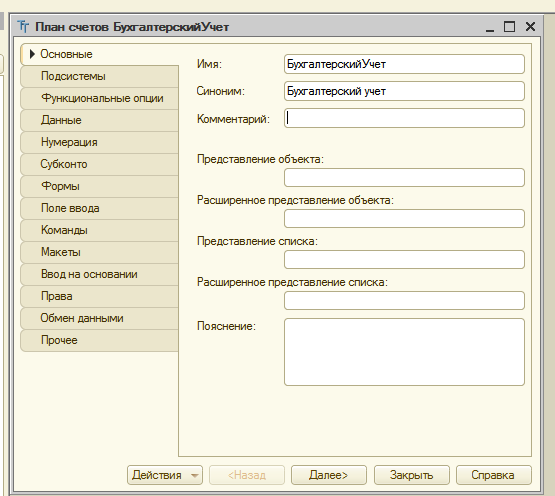 План счетов БухгалтерскийУчет
Основные
Подсистемы
Функциональные опции
Данные
Нумерация
Субконто
Формы
Поле ввода
Команды
Макеты
Ввод на основании
Права
Обмен данными
Прочее
Имя: БухгалтерскийУчет
Синоним: Бухгалтерский учет
Комментарий:
Представление объекта:
Расширенное представление объекта:
Представление списка:
Расширенное представление списка:
Пояснение:
Действия <Назад Далее> Закрыть Справка